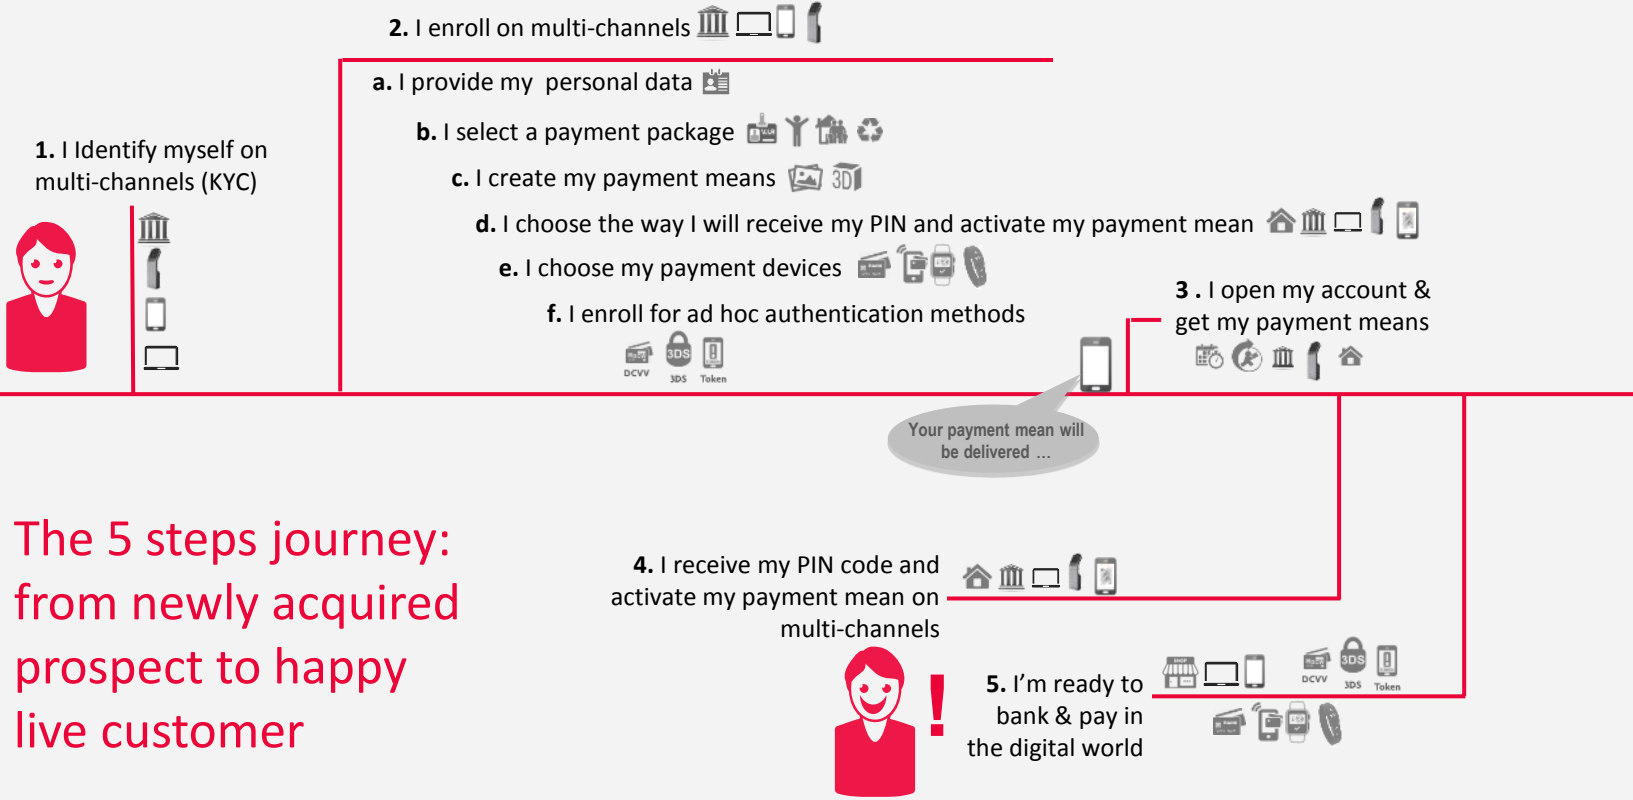 2. I enroll on multi-channels
a. I provide my personal data
b. I select a payment package
1. I Identify myself on
multi-channels (KYC)
c. I create my payment means
3D
d. I choose the way I will receive my PIN and activate my payment mean
e. I choose my payment devices
f. I enroll for ad hoc authentication methods
3DS
DCVV
3DS
Token
3 . I open my account &
get my payment means
Your payment mean will
be delivered ...
The 5 steps journey:
from newly acquired
prospect to happy
live customer
4. I receive my PIN code and
activate my payment mean on
multi-channels
!
5. I'm ready to
bank & pay in
the digital world
SHOP
3DS
DCVV
3DS
Token